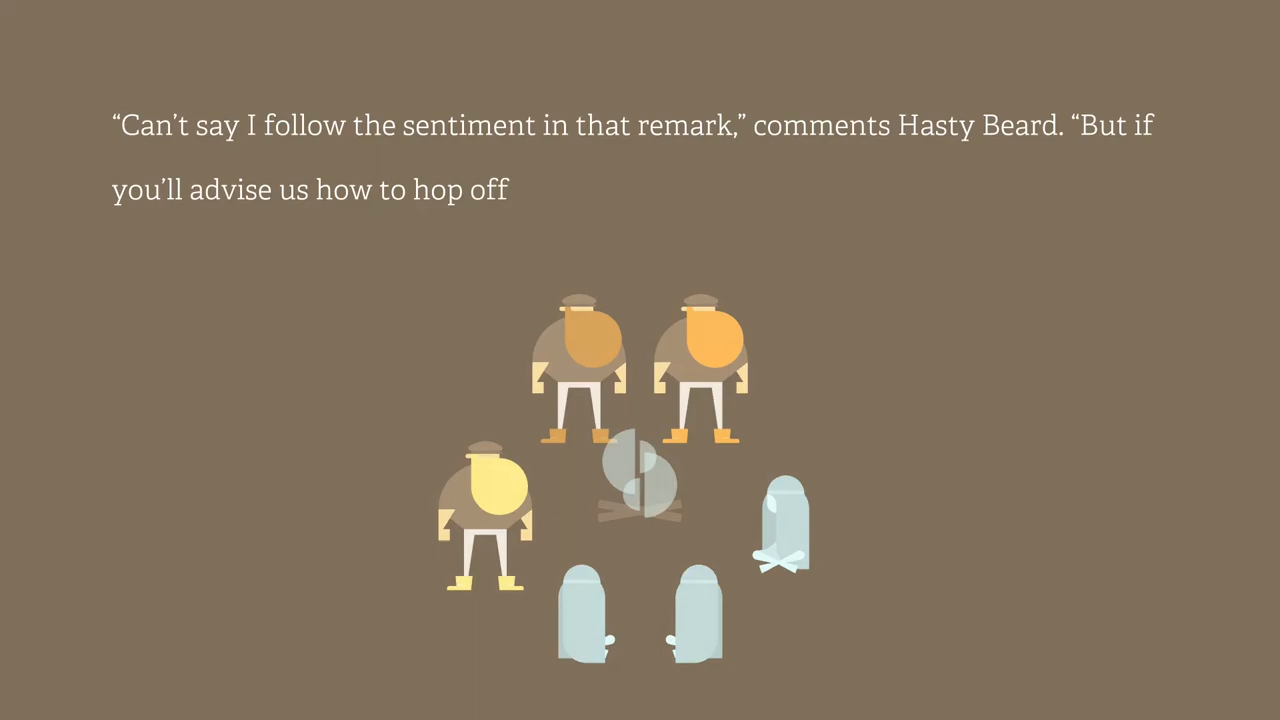 “Can’t say I follow the sentiment in that remark,” comments Hasty Beard. “But if
you’ll advise us how to hop off